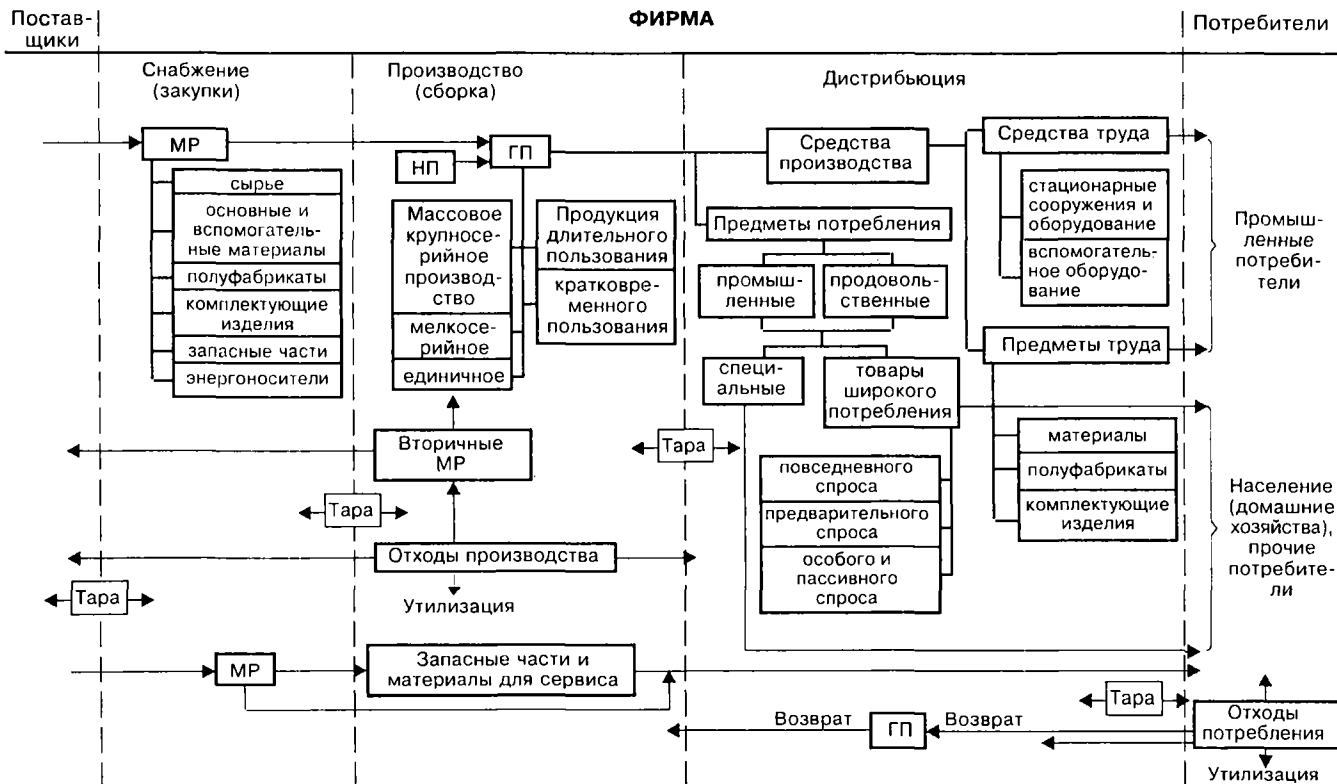 Постав-
щики
ФИРМА
Потребители
Снабжение
(закупки)
Производство
(сборка)
Дистрибьюция
МР
сырье
основные и
вспомогатель-
ные материалы
полуфабрикаты
комплектующие
изделия
запасные части
энергоносители
НП
ГП
Массовое
крупносе-
рийное
производ-
ство
мелкосе-
рийное
единичное
Продукция
длительного
пользования
кратковре-
менного
пользования
Вторичные
МР
Тара
Отходы производства
Тара
Утилизация
МР
Запасные части и
материалы для сервиса
Средства
производства
Предметы потребления
промыш-
ленные
продоволь-
ственные
специ-
альные
товары
широкого
потребления
Тара
повседневного
спроса
предварительного
спроса
особого и
пассивного
спроса
Средства труда
стационарные
сооружения и
оборудование
вспомогатель-
ное оборудо-
вание
Предметы труда
материалы
полуфабрикаты
комплектующие
изделия
Промыш-
ленные
потреби-
тели
Население
(домашние
хозяйства),
прочие
потребите-
ли
Тара
Возврат
ГП
Возврат
Отходы
потребления
Утилизация